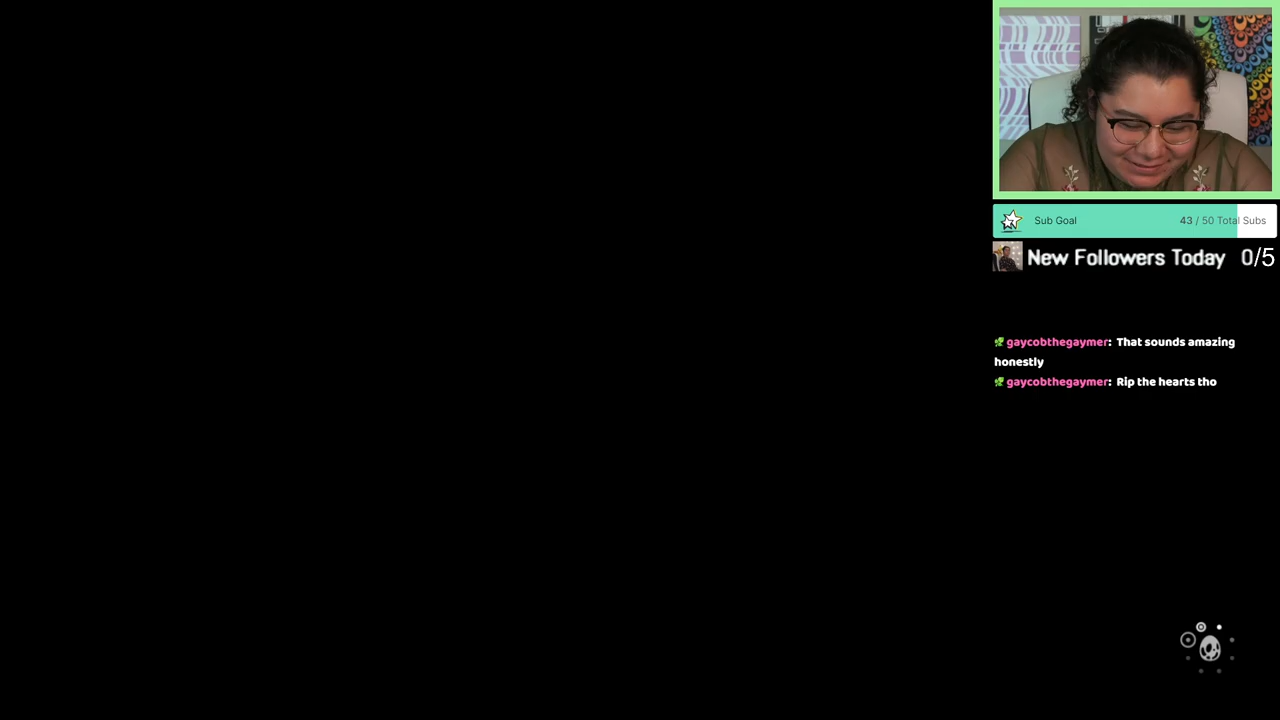 Sub Goal 43 / 50 Total Subs
New Followers Today 0/5
gaycobthegaymer: That sounds amazing
honestly
gaycobthegaymer: Rip the hearts tho